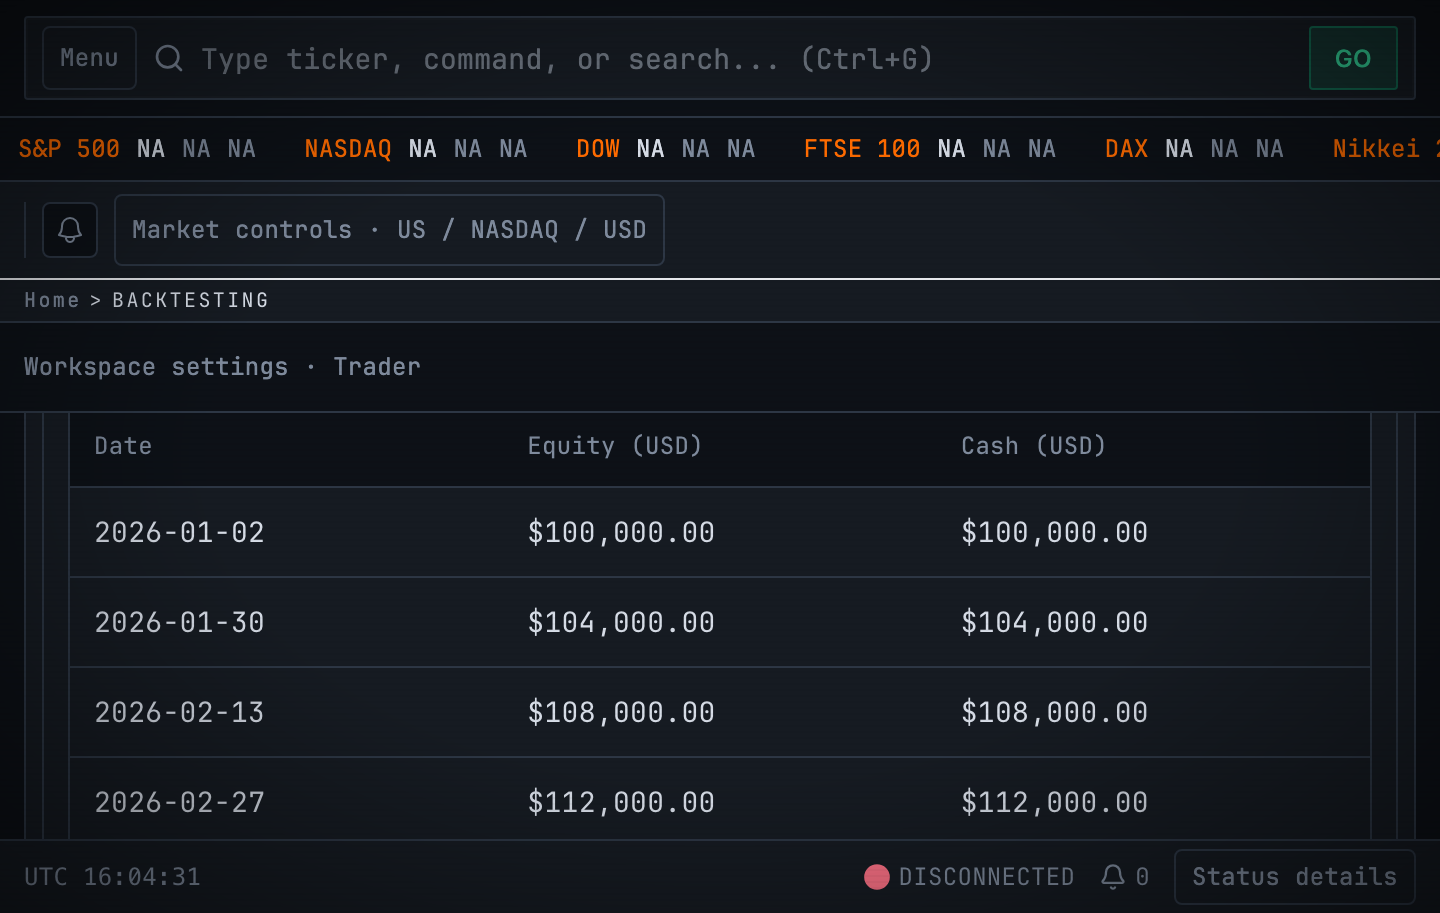 Menu Type ticker, command, or search... (Ctrl+G) GO
S&P 500 NA NA NA NASDAQ NA NA NA DOW NA NA NA FTSE 100 NA NA NA DAX NA NA NA Nikkei
Market controls · US / NASDAQ / USD
Home > BACKTESTING
Workspace settings · Trader
Date Equity (USD) Cash (USD)
2026-01-02 $100,000.00 $100,000.00
2026-01-30 $104,000.00 $104,000.00
2026-02-13 $108,000.00 $108,000.00
2026-02-27 $112,000.00 $112,000.00
UTC 16:04:31 DISCONNECTED 0 Status details